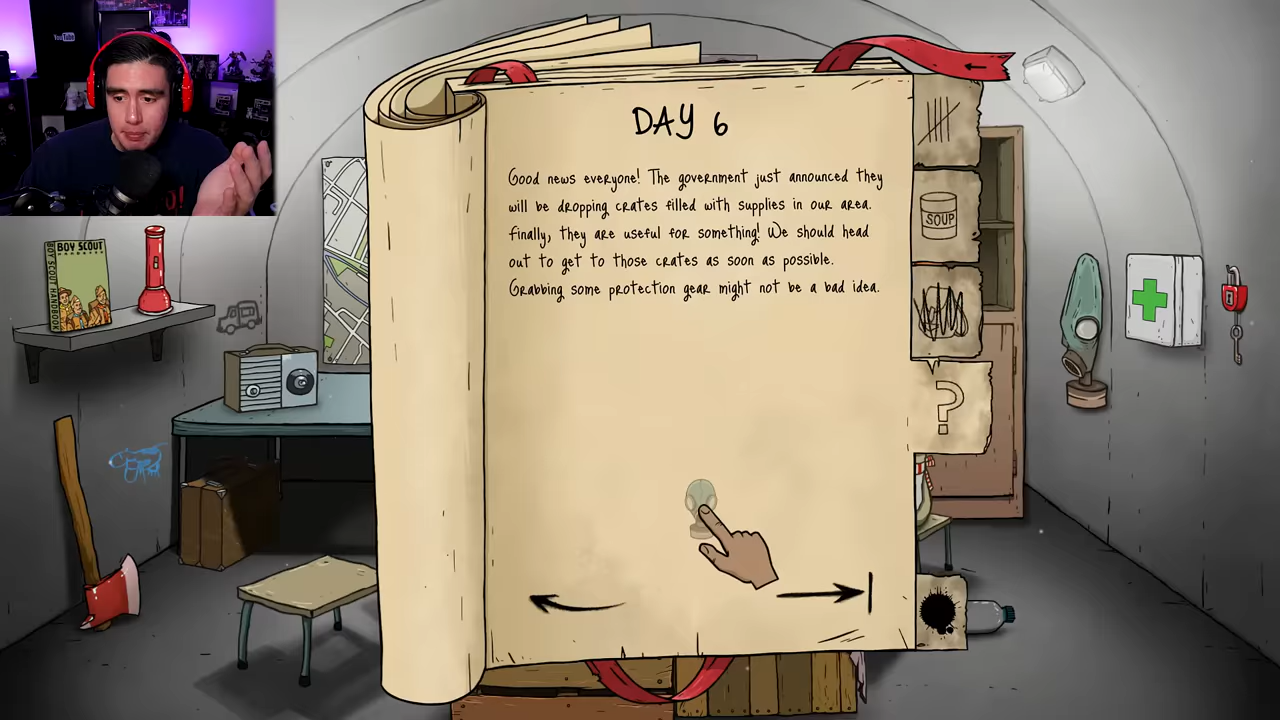 YouTube
DAY 6
Good news everyone! The government just announced they
will be dropping crates filled with supplies in our area.
Finally, they are useful for something! We should head
out to get to those crates as soon as possible.
Grabbing some protection gear might not be a bad idea.
SOUP
BOY SCOUT
BOY SCOUT HANDBOOK